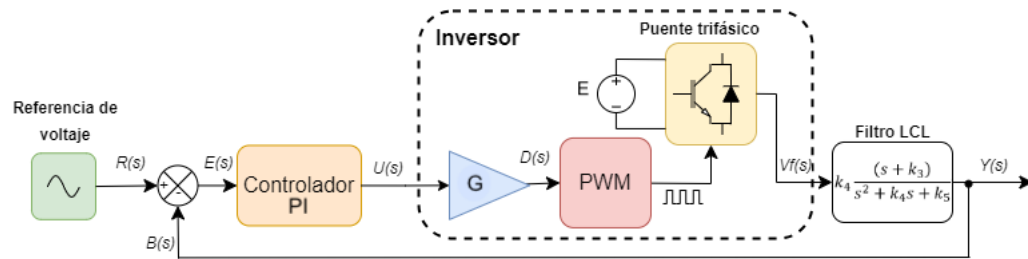 Puente trifásico
Inversor
E
+
−
Referencia de
voltaje
R(s)
+
-
E(s)
Controlador
PI
U(s)
G
D(s)
PWM
Vf(s)
Filtro LCL
k₄ (s + k₃) / (s² + k₄s + k₅)
Y(s)
B(s)